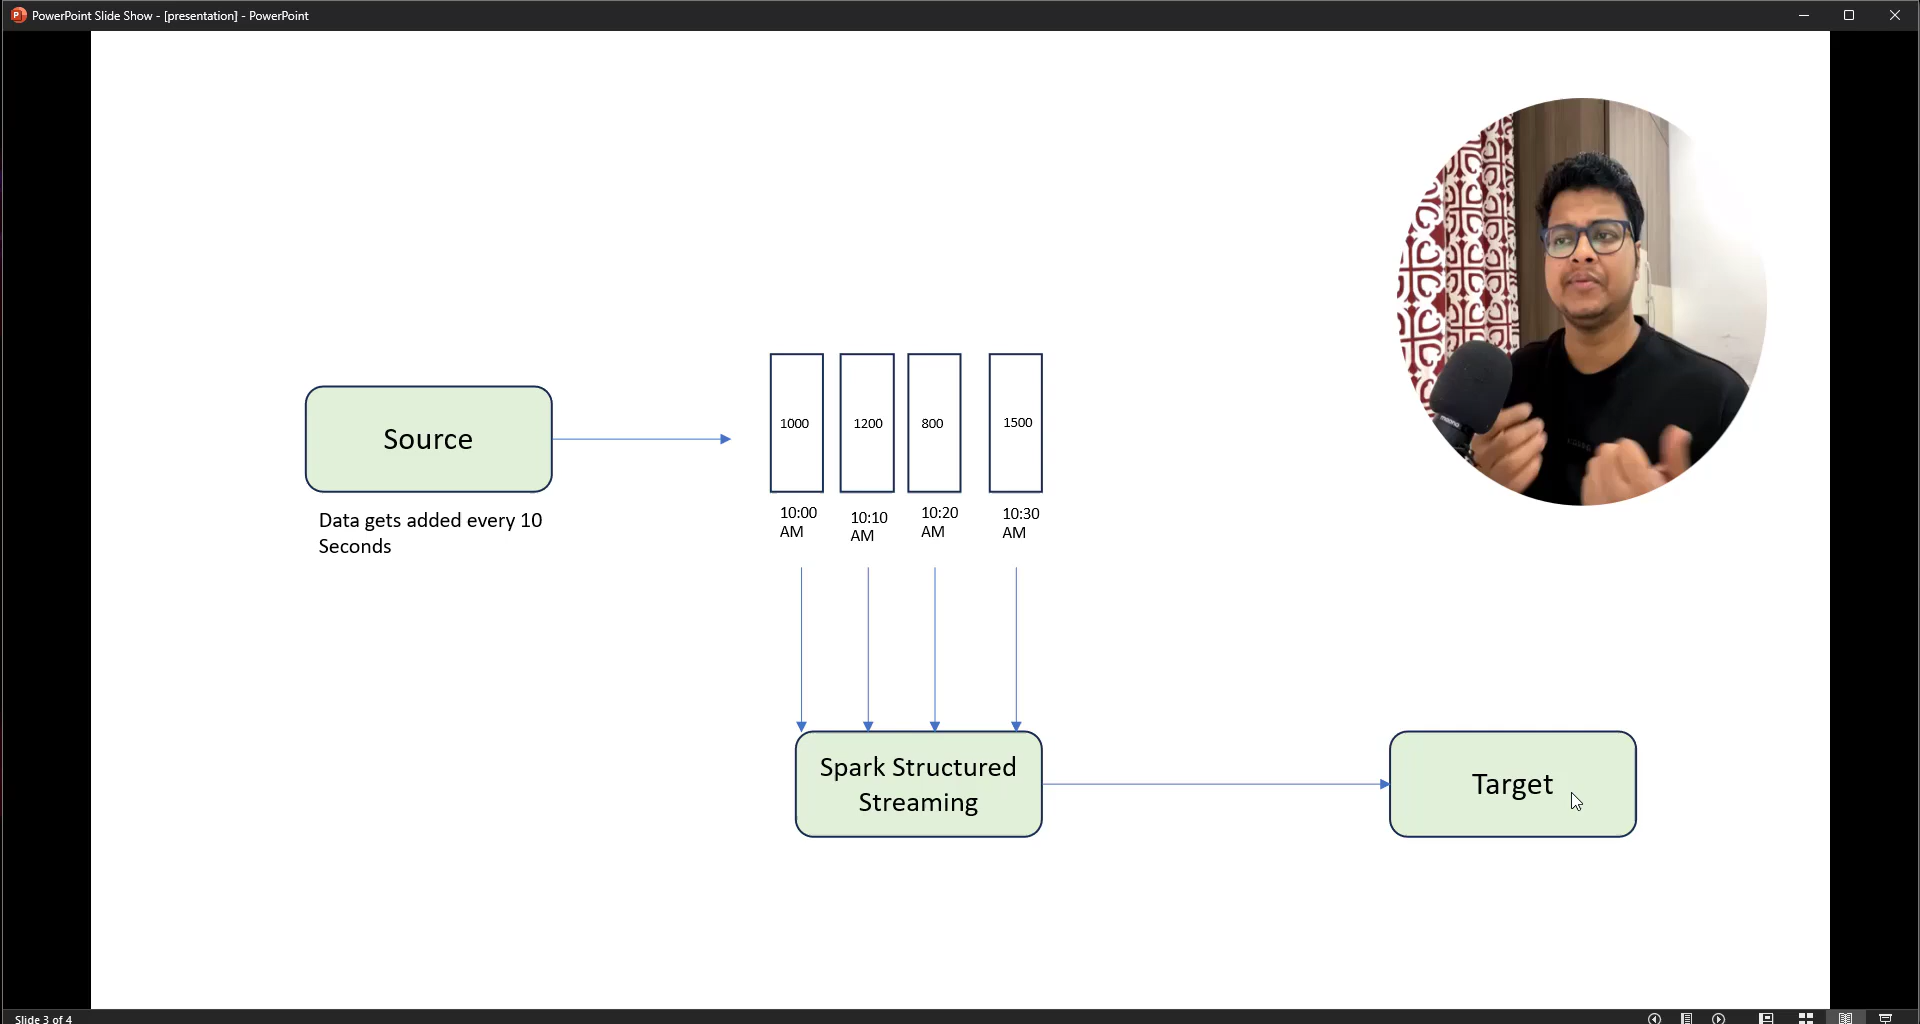 PowerPoint Slide Show - [presentation] - PowerPoint
Source
Data gets added every 10
Seconds
1000
1200
800
1500
10:00
AM
10:10
AM
10:20
AM
10:30
AM
Spark Structured
Streaming
Target
Slide 3 of 4